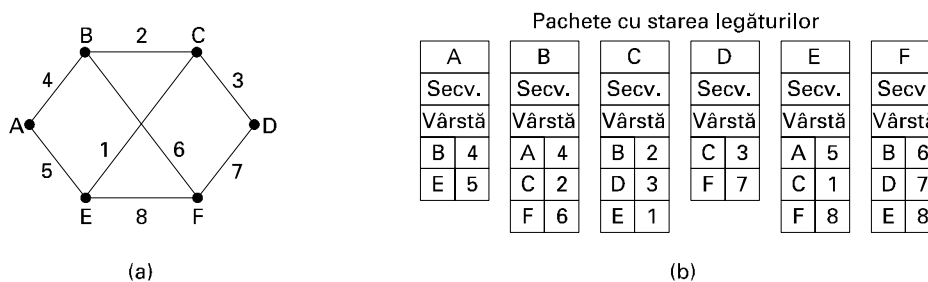 Pachete cu starea legăturilor
B 2 C
4 3
A D
1 6
5 7
E 8 F
(a)
A B C D E F
Secv. Secv. Secv. Secv. Secv. Secv.
Vârstă Vârstă Vârstă Vârstă Vârstă Vârstă
B 4 A 4 B 2 C 3 A 5 B 6
E 5 C 2 D 3 F 7 C 1 D 7
F 6 E 1 F 8 E 8
(b)